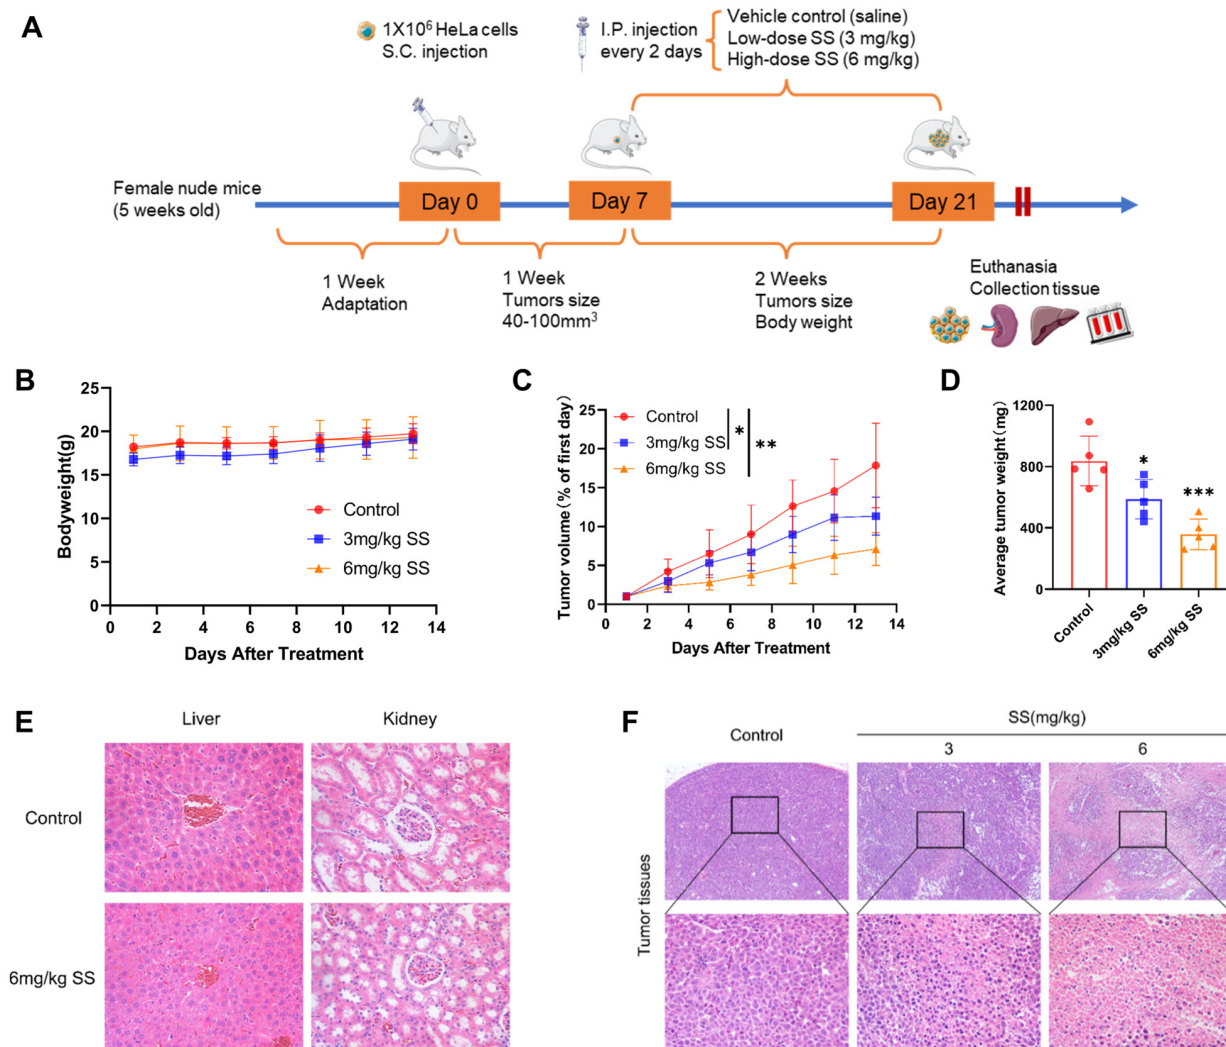 A
1X10⁶ HeLa cells
S.C. injection
I.P. injection
every 2 days
Vehicle control (saline)
Low-dose SS (3 mg/kg)
High-dose SS (6 mg/kg)
Female nude mice
(5 weeks old)
Day 0
Day 7
Day 21
1 Week
Adaptation
1 Week
Tumors size
40-100mm³
2 Weeks
Tumors size
Body weight
Euthanasia
Collection tissue
B
Bodyweight(g)
25
20
15
10
5
0
0 2 4 6 8 10 12 14
Days After Treatment
Control
3mg/kg SS
6mg/kg SS
C
Tumor volume(% of first day)
25
20
15
10
5
0
0 2 4 6 8 10 12 14
Days After Treatment
Control
3mg/kg SS
6mg/kg SS
*
**
D
Average tumor weight(mg)
1200
800
400
0
*
***
Control
3mg/kg SS
6mg/kg SS
E
Liver
Kidney
Control
6mg/kg SS
F
Control
SS(mg/kg)
3
6
Tumor tissues